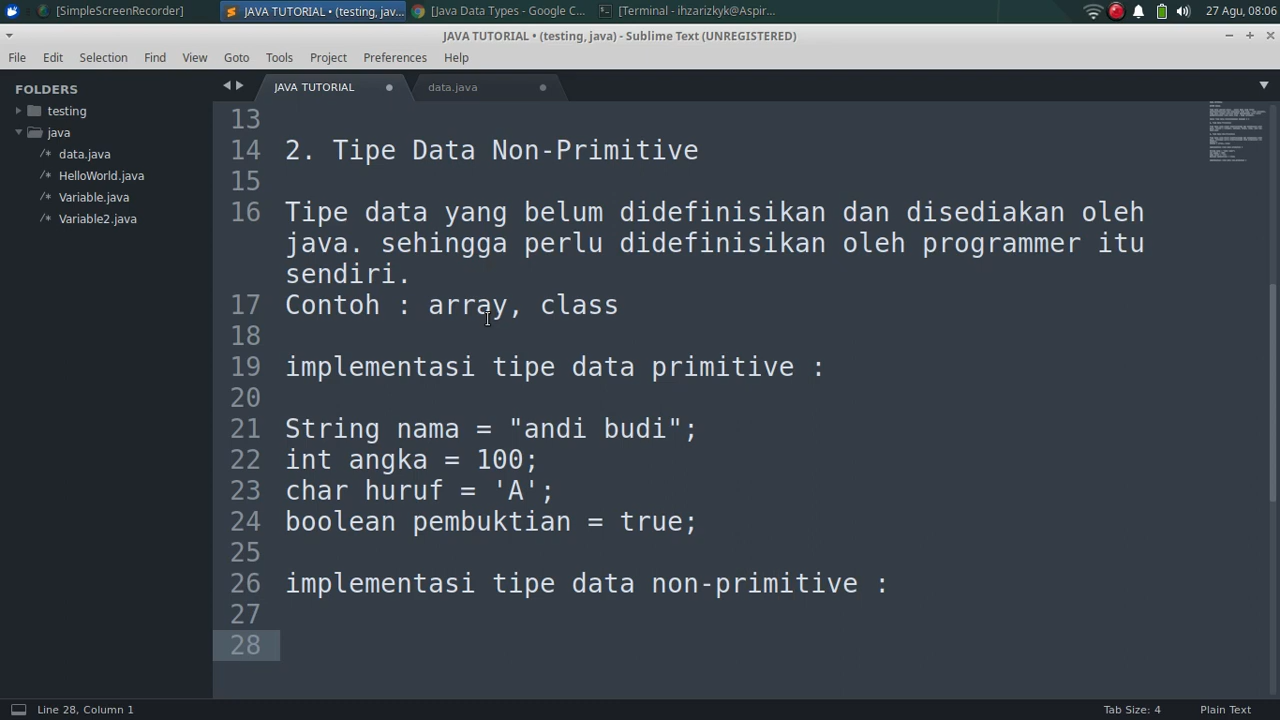 [SimpleScreenRecorder]
JAVA TUTORIAL • (testing, jav...
[Java Data Types - Google C...
[Terminal - ihzarizkyk@Aspir...
27 Agu, 08:06
JAVA TUTORIAL • (testing, java) - Sublime Text (UNREGISTERED)
File Edit Selection Find View Goto Tools Project Preferences Help
FOLDERS
testing
java
/* data.java
/* HelloWorld.java
/* Variable.java
/* Variable2.java
JAVA TUTORIAL
data.java
13
14 2. Tipe Data Non-Primitive
15
16 Tipe data yang belum didefinisikan dan disediakan oleh
java. sehingga perlu didefinisikan oleh programmer itu
sendiri.
17 Contoh : array, class
18
19 implementasi tipe data primitive :
20
21 String nama = "andi budi";
22 int angka = 100;
23 char huruf = 'A';
24 boolean pembuktian = true;
25
26 implementasi tipe data non-primitive :
27
28
Line 28, Column 1
Tab Size: 4
Plain Text